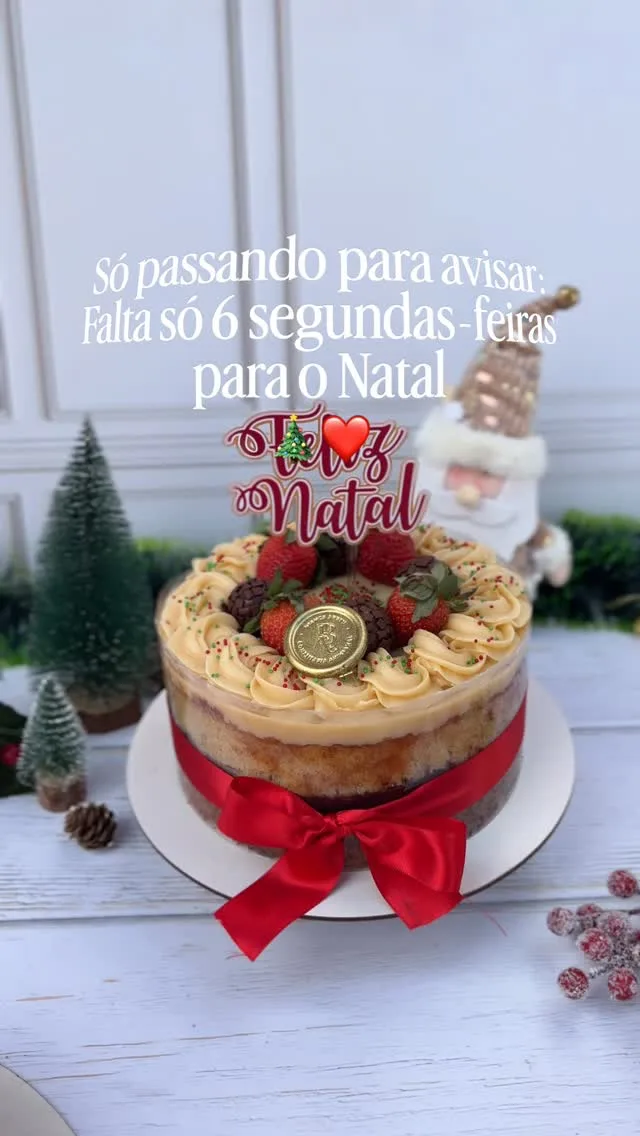 Só passando para avisar:
Falta só 6 segundas-feiras
para o Natal
🎄❤️
Feliz
Natal